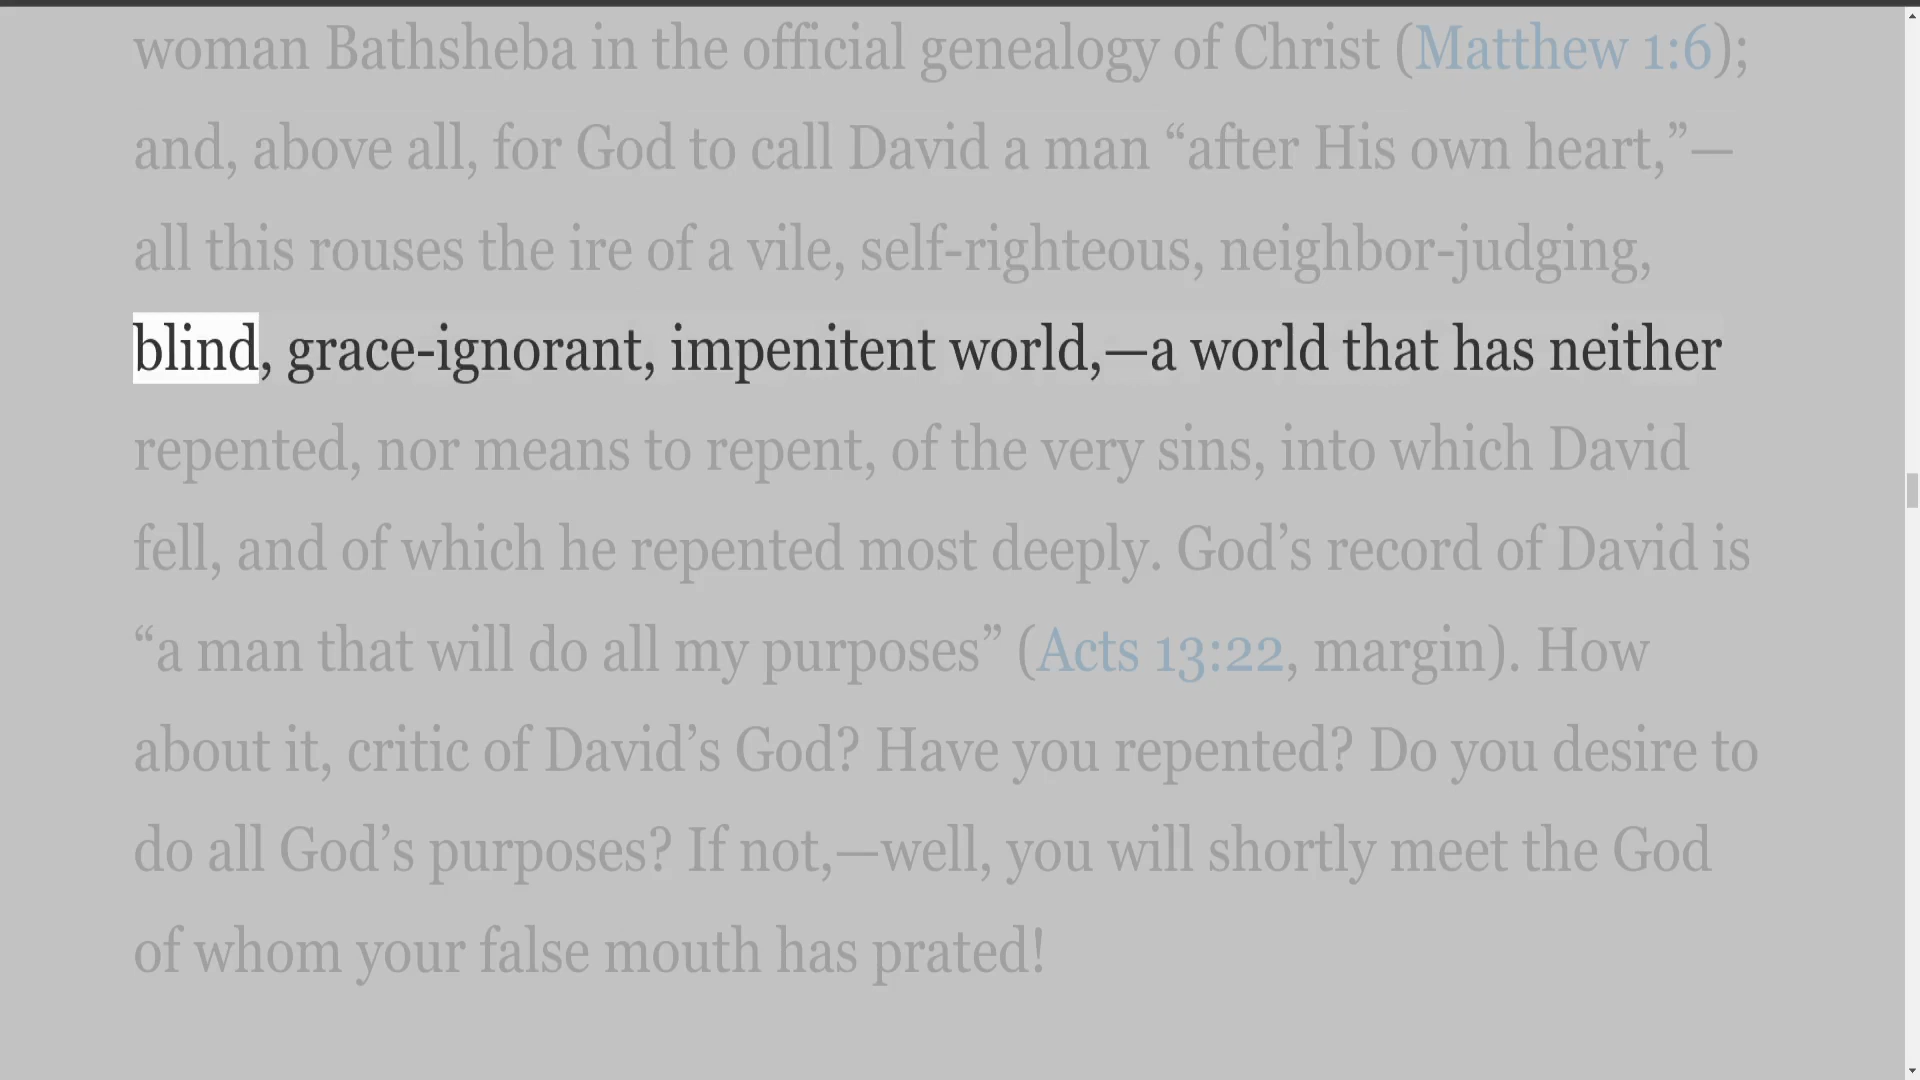 woman Bathsheba in the official genealogy of Christ (Matthew 1:6);
and, above all, for God to call David a man “after His own heart,”—
all this rouses the ire of a vile, self-righteous, neighbor-judging,
blind, grace-ignorant, impenitent world,—a world that has neither
repented, nor means to repent, of the very sins, into which David
fell, and of which he repented most deeply. God’s record of David is
“a man that will do all my purposes” (Acts 13:22, margin). How
about it, critic of David’s God? Have you repented? Do you desire to
do all God’s purposes? If not,—well, you will shortly meet the God
of whom your false mouth has prated!